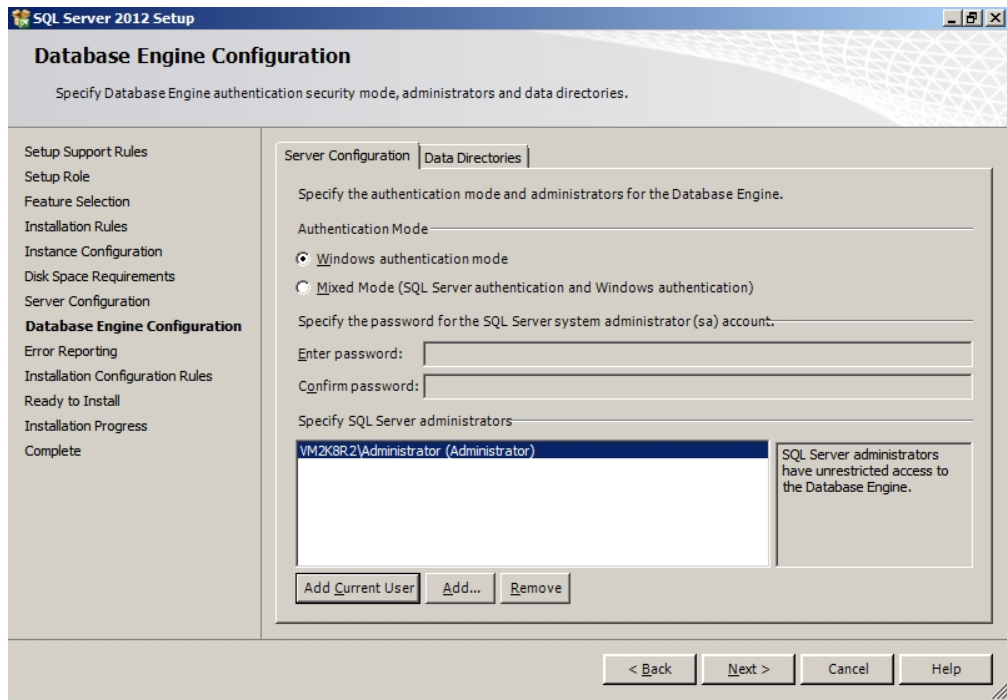 SQL Server 2012 Setup
Database Engine Configuration
Specify Database Engine authentication security mode, administrators and data directories.
Setup Support Rules
Setup Role
Feature Selection
Installation Rules
Instance Configuration
Disk Space Requirements
Server Configuration
Database Engine Configuration
Error Reporting
Installation Configuration Rules
Ready to Install
Installation Progress
Complete
Server Configuration Data Directories
Specify the authentication mode and administrators for the Database Engine.
Authentication Mode
Windows authentication mode
Mixed Mode (SQL Server authentication and Windows authentication)
Specify the password for the SQL Server system administrator (sa) account.
Enter password:
Confirm password:
Specify SQL Server administrators
VM2K8R2\Administrator (Administrator)
SQL Server administrators
have unrestricted access to
the Database Engine.
Add Current User Add... Remove
< Back Next > Cancel Help